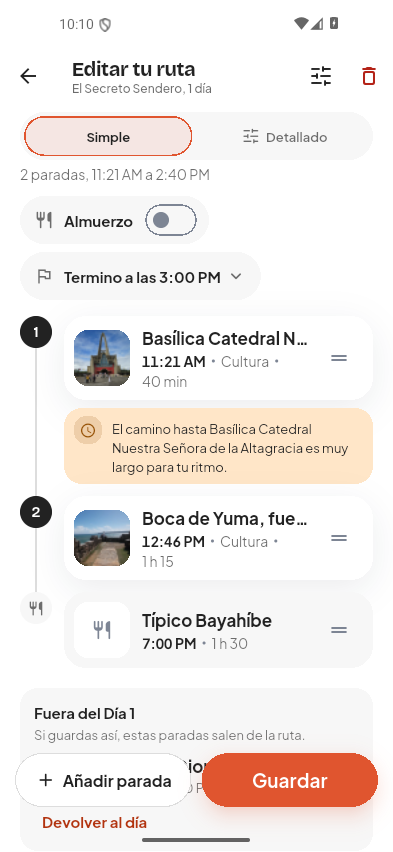 10:10
Editar tu ruta
El Secreto Sendero, 1 día
Simple
Detallado
2 paradas, 11:21 AM a 2:40 PM
Almuerzo
Termino a las 3:00 PM
1
Basílica Catedral N...
11:21 AM • Cultura •
40 min
El camino hasta Basílica Catedral
Nuestra Señora de la Altagracia es muy
largo para tu ritmo.
2
Boca de Yuma, fue...
12:46 PM • Cultura •
1 h 15
Típico Bayahíbe
7:00 PM • 1 h 30
Fuera del Día 1
Si guardas así, estas paradas salen de la ruta.
+ Añadir parada
Guardar
Devolver al día